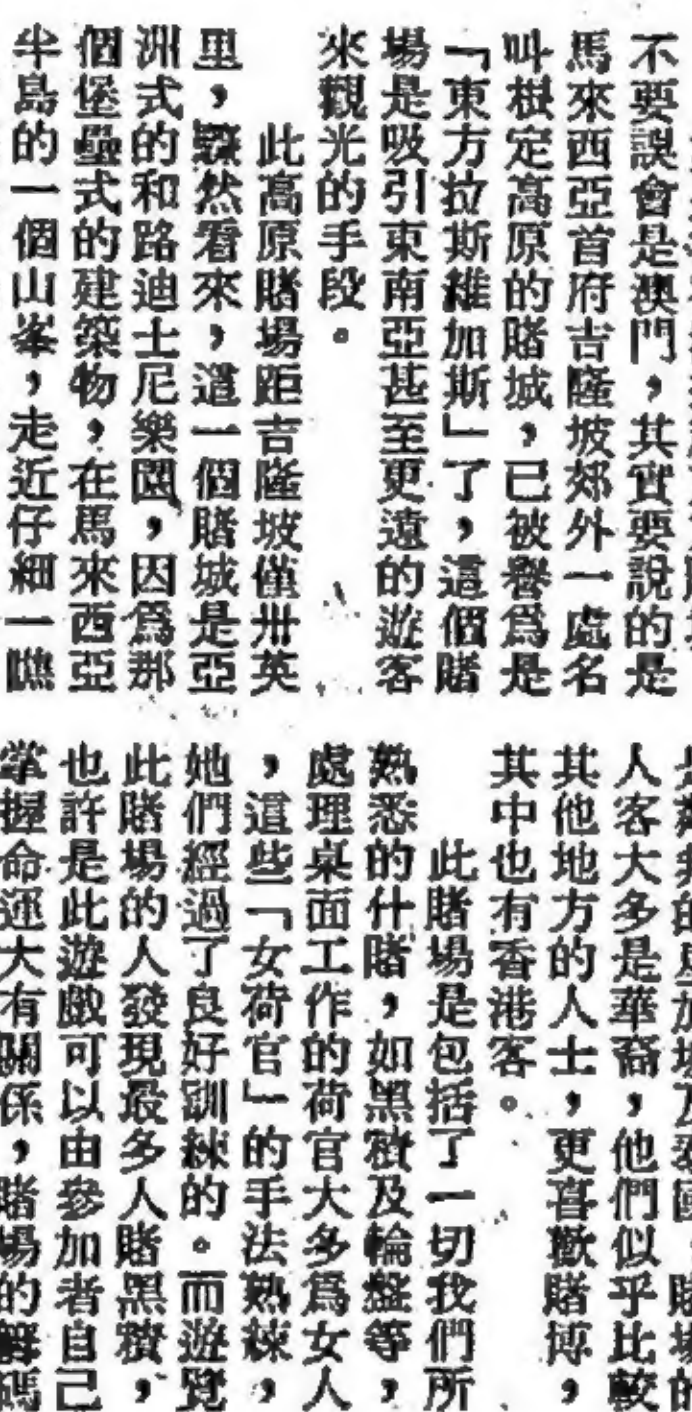 不要誤會是澳門，其實要說的是
馬來西亞首府吉隆坡郊外一處名
叫根定高原的賭城，已被譽爲是
「東方拉斯維加斯」了，這個賭
場是吸引東南亞甚至更遠的遊客
來觀光的手段。
此高原賭場距吉隆坡僅卅英
里，驟然看來，這一個賭城是亞
洲式的和路迪士尼樂園，因爲那
個堡壘式的建築物，在馬來西亞
半島的一個山峯，走近仔細一瞧
人客大多是華裔，他們似乎比較
其他地方的人士，更喜歡賭博，
其中也有香港客。
此賭場是包括了一切我們所
熟悉的什賭，如黑積及輪盤等，
處理桌面工作的荷官大多爲女人
，這些「女荷官」的手法熟練，
她們經過了良好訓練的。而遊覽
此賭場的人發現最多人賭黑積，
也許是此遊戲可以由參加者自己
掌握命運大有關係，賭場的籌碼